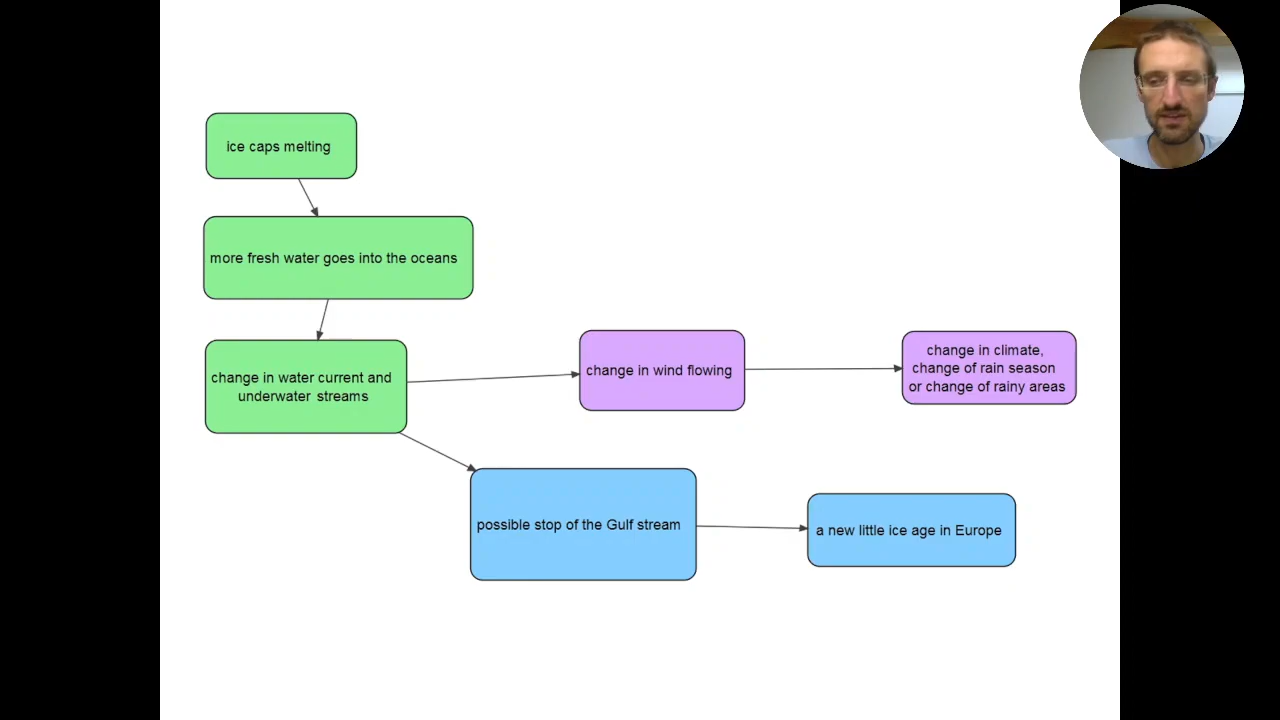 ice caps melting
more fresh water goes into the oceans
change in water current and
underwater streams
change in wind flowing
change in climate,
change of rain season
or change of rainy areas
possible stop of the Gulf stream
a new little ice age in Europe